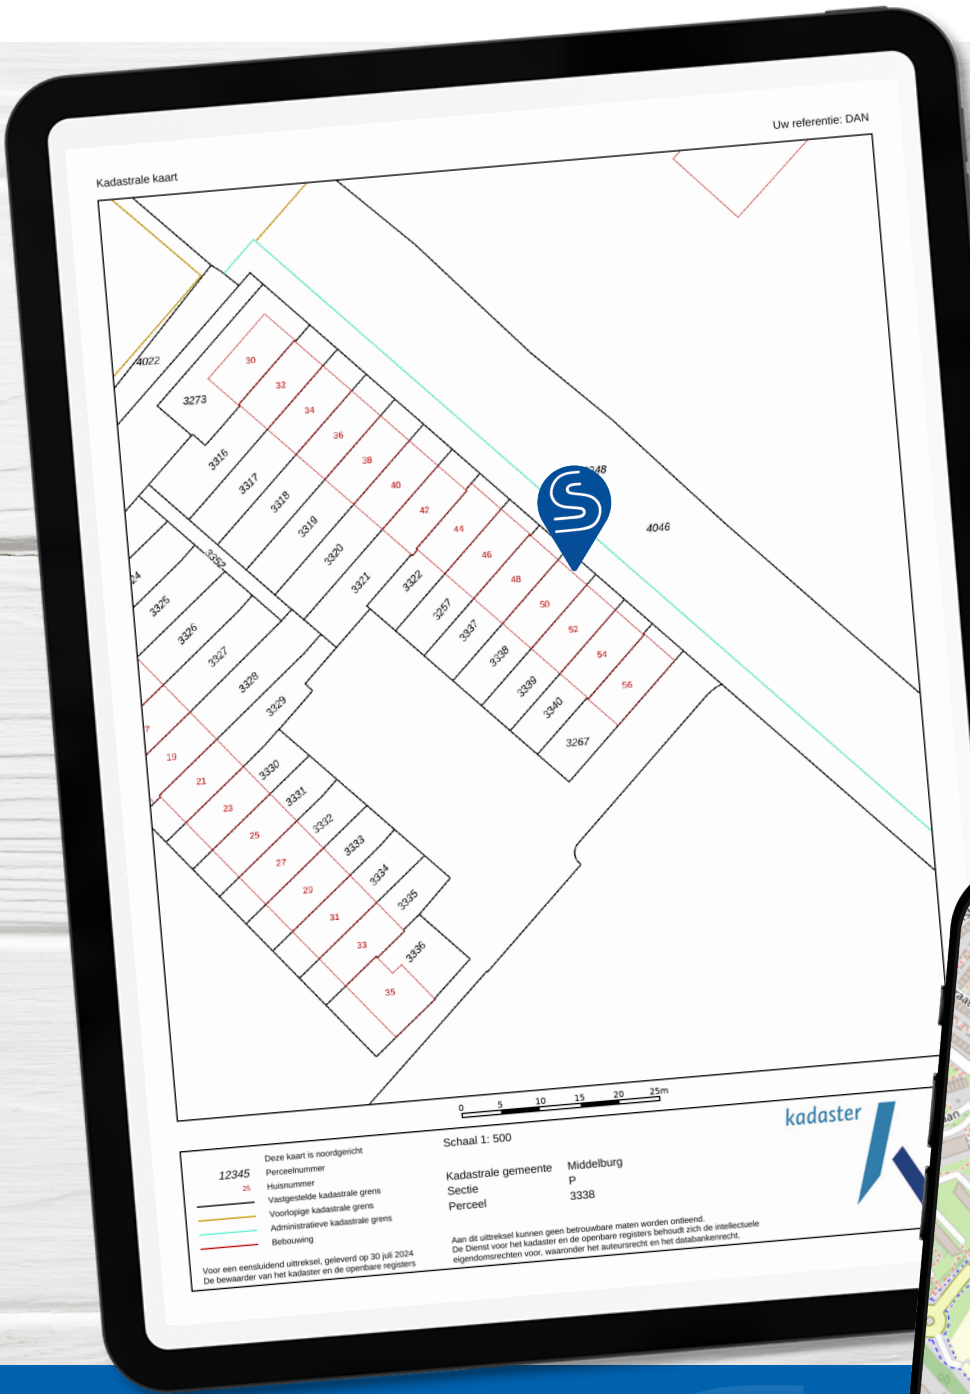 Uw referentie: DAN
Kadastrale kaart
4022
3273
30
32
34
36
38
40
42
44
46
48
50
52
54
56
4046
3316
3317
3318
3319
3320
3321
3322
3257
3337
3338
3339
3340
3267
3352
24
3325
3326
3327
3328
3329
3330
3331
3332
3333
3334
3335
3336
7
19
21
23
25
27
29
31
33
35
0 5 10 15 20 25m
Schaal 1: 500
Deze kaart is noordgericht
12345 Perceelnummer
25 Huisnummer
Vastgestelde kadastrale grens
Voorlopige kadastrale grens
Administratieve kadastrale grens
Bebouwing
Voor een eensluidend uittreksel, geleverd op 30 juli 2024
De bewaarder van het kadaster en de openbare registers
Kadastrale gemeente Middelburg
Sectie P
Perceel 3338
Aan dit uittreksel kunnen geen betrouwbare maten worden ontleend.
De Dienst voor het kadaster en de openbare registers behoudt zich de intellectuele
eigendomsrechten voor, waaronder het auteursrecht en het databankenrecht.
kadaster